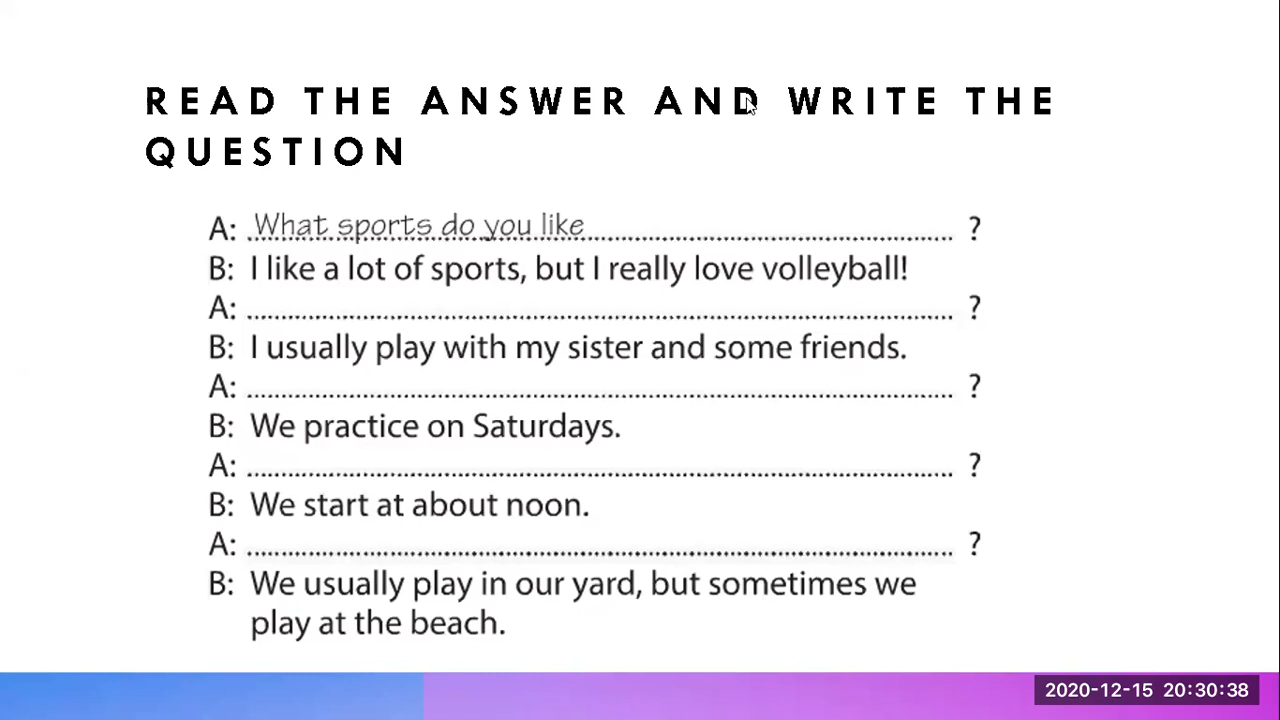 READ THE ANSWER AND WRITE THE
QUESTION
A: What sports do you like ?
B: I like a lot of sports, but I really love volleyball!
A: ?
B: I usually play with my sister and some friends.
A: ?
B: We practice on Saturdays.
A: ?
B: We start at about noon.
A: ?
B: We usually play in our yard, but sometimes we
play at the beach.
2020-12-15 20:30:38